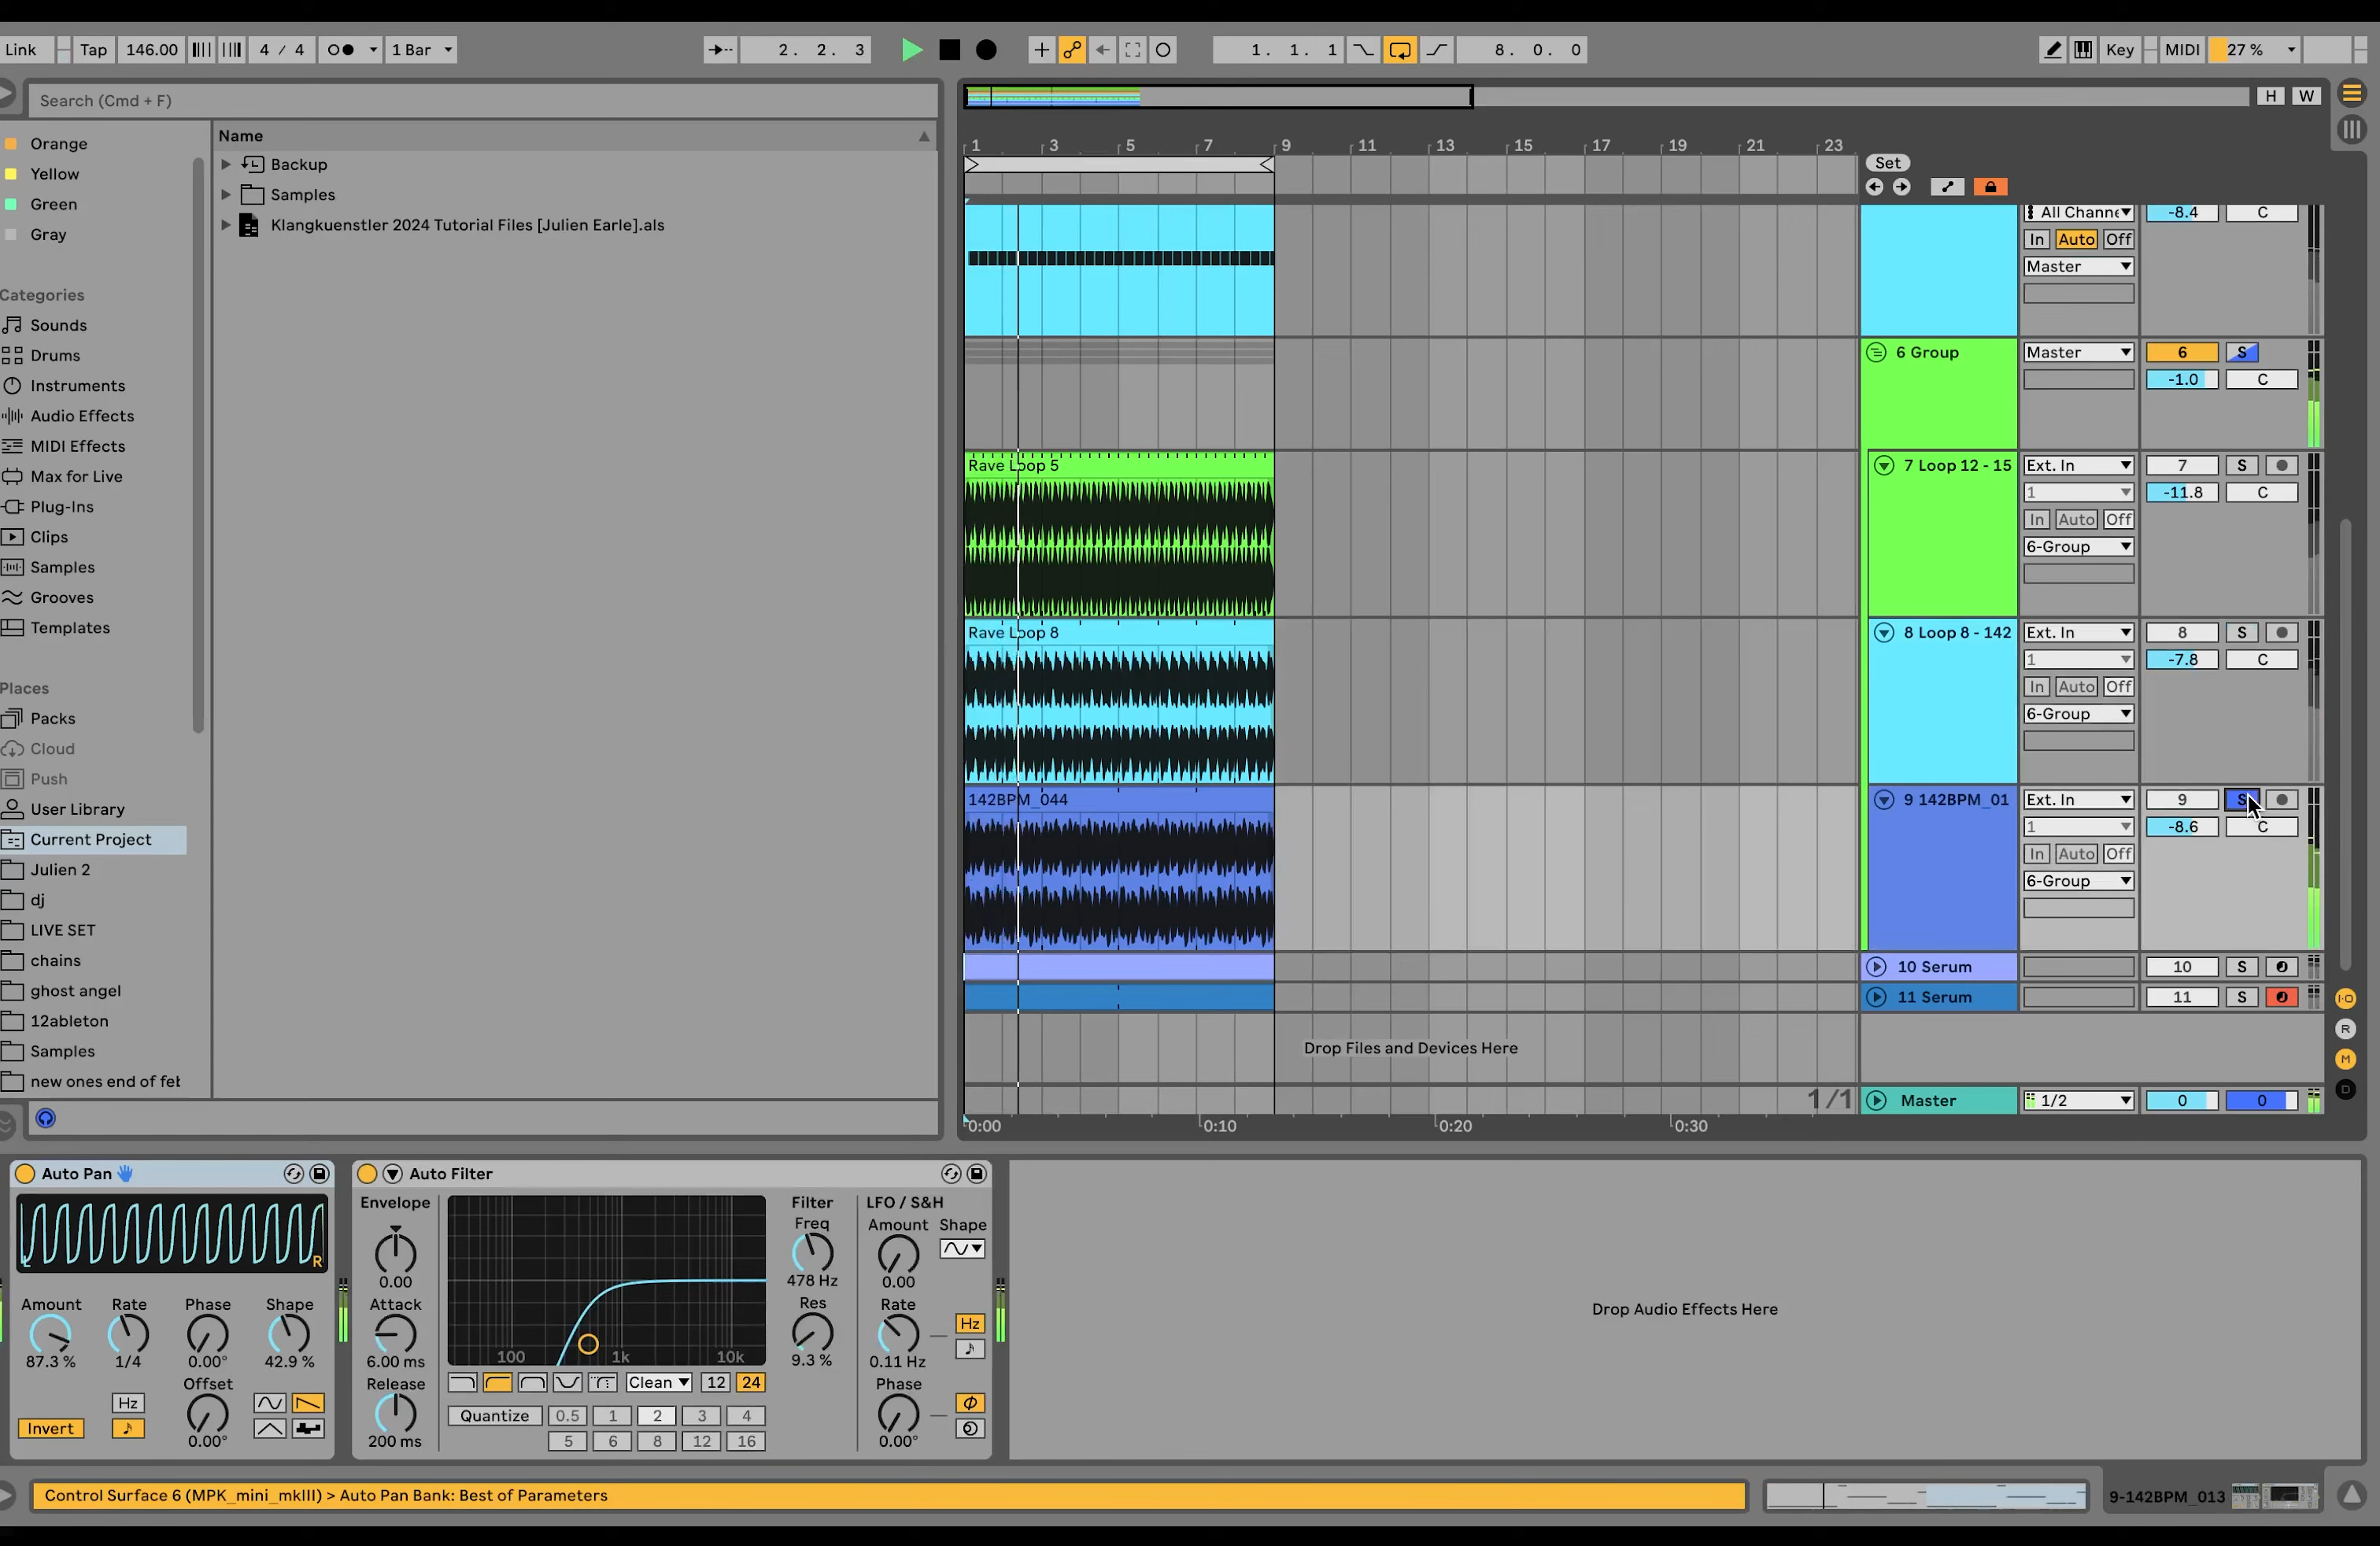 Link Tap 146.00 4 / 4 1 Bar 2. 2. 3 1. 1. 1 8. 0. 0 Key MIDI 27 %
Search (Cmd + F)
H W
Orange
Yellow
Green
Gray
Categories
Sounds
Drums
Instruments
Audio Effects
MIDI Effects
Max for Live
Plug-Ins
Clips
Samples
Grooves
Templates
Places
Packs
Cloud
Push
User Library
Current Project
Julien 2
dj
LIVE SET
chains
ghost angel
12ableton
Samples
new ones end of feb
Name
Backup
Samples
Klangkuenstler 2024 Tutorial Files [Julien Earle].als
1 3 5 7 9 11 13 15 17 19 21 23
Set
All Channe -8.4 C
In Auto Off
Master
6 Group Master 6 S
-1.0 C
Rave Loop 5 7 Loop 12 - 15 Ext. In 7 S
1 -11.8 C
In Auto Off
6-Group
Rave Loop 8 8 Loop 8 - 142 Ext. In 8 S
1 -7.8 C
In Auto Off
6-Group
142BPM_044 9 142BPM_01 Ext. In 9 S
1 -8.6 C
In Auto Off
6-Group
10 Serum 10 S
11 Serum 11 S
I·O
R
M
D
Drop Files and Devices Here
1/1 Master 1/2 0 0
0:00 0:10 0:20 0:30
Auto Pan
L R
Amount Rate Phase Shape
87.3 % 1/4 0.00° 42.9 %
Offset
Hz
Invert
0.00°
Auto Filter
Envelope
0.00
Attack
6.00 ms
Release
200 ms
100 1k 10k
Clean 12 24
Quantize 0.5 1 2 3 4
5 6 8 12 16
Filter
Freq
478 Hz
Res
9.3 %
LFO / S&H
Amount Shape
0.00
Rate
Hz
0.11 Hz
Phase
0.00°
Drop Audio Effects Here
Control Surface 6 (MPK_mini_mkIII) > Auto Pan Bank: Best of Parameters
9-142BPM_013